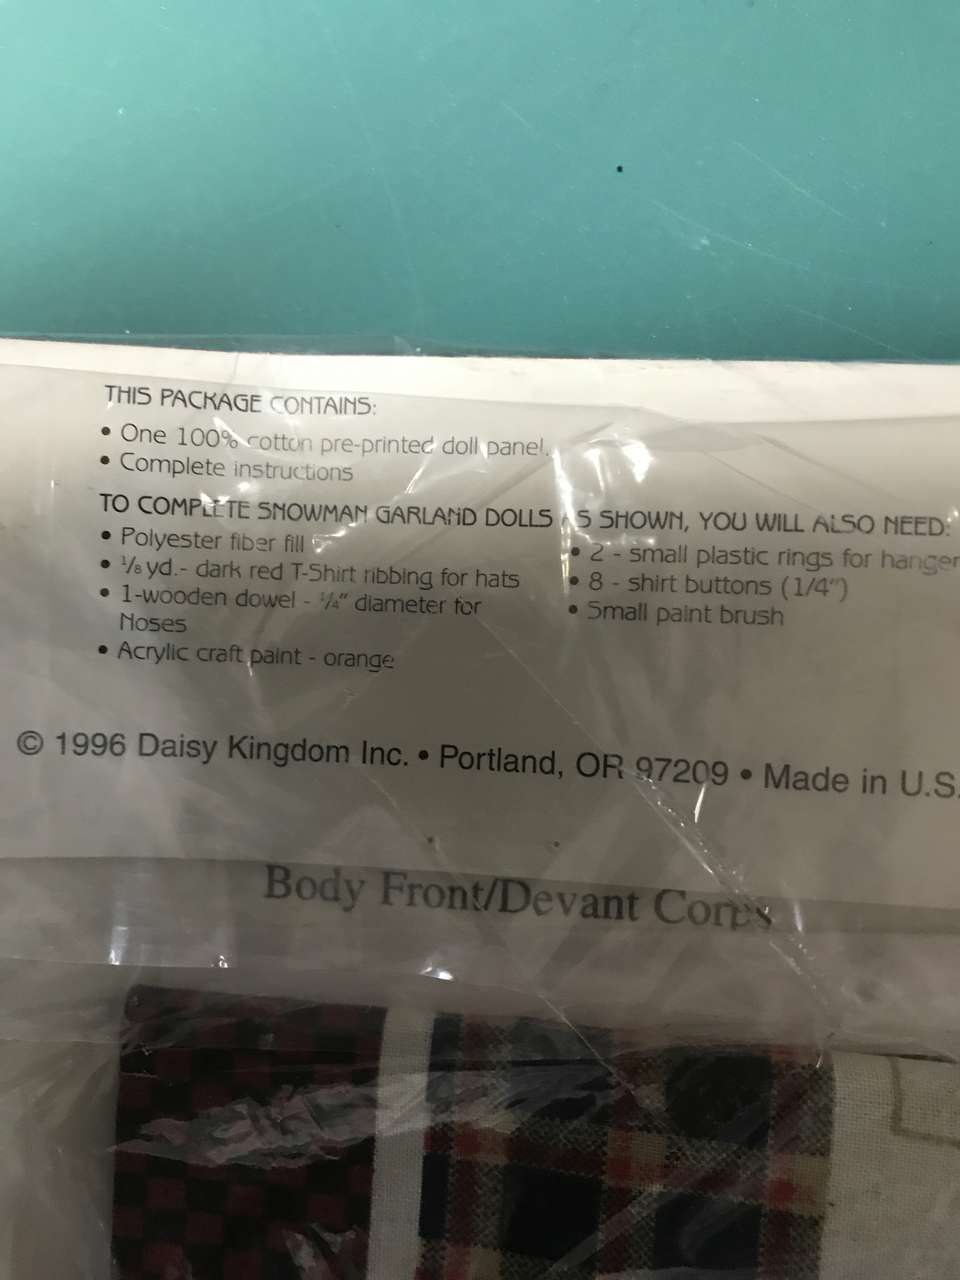 THIS PACKAGE CONTAINS:
• One 100% cotton pre-printed doll panel.
• Complete instructions
TO COMPLETE SNOWMAN GARLAND DOLLS AS SHOWN, YOU WILL ALSO NEED:
• Polyester fiber fill
• ⅛ yd.- dark red T-Shirt ribbing for hats
• 1-wooden dowel - ¼" diameter for
Noses
• Acrylic craft paint - orange
• 2 - small plastic rings for hanger
• 8 - shirt buttons (1/4")
• Small paint brush
© 1996 Daisy Kingdom Inc. • Portland, OR 97209 • Made in U.S.
Body Front/Devant Corps